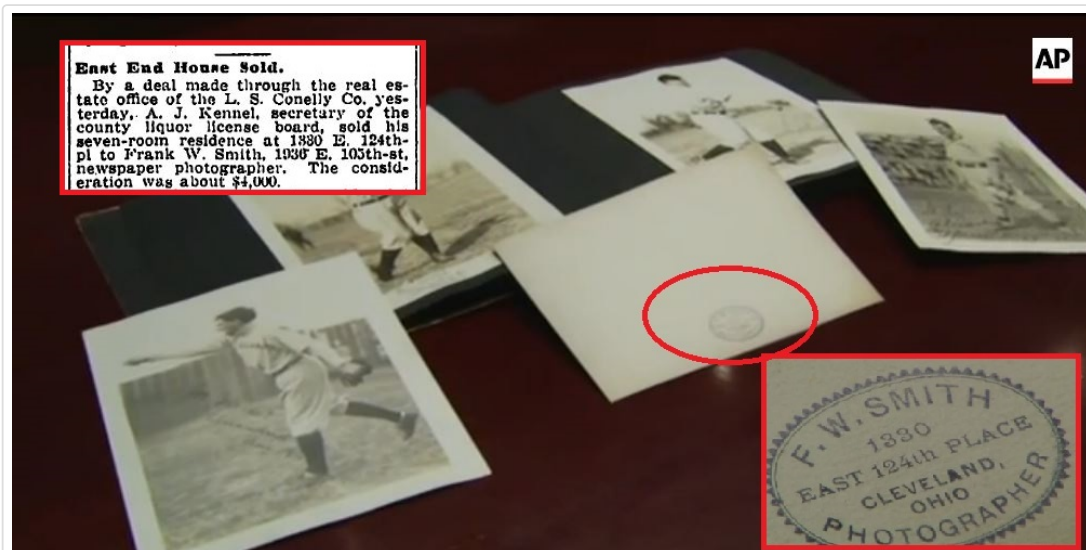 East End House Sold.
By a deal made through the real es-
tate office of the L. S. Conelly Co. yes-
terday, A. J. Kennel, secretary of the
county liquor license board, sold his
seven-room residence at 1330 E. 124th-
pl to Frank W. Smith, 1936 E. 105th-st,
newspaper photographer. The consid-
eration was about $4,000.
AP
F. W. SMITH
1330
EAST 124th PLACE
CLEVELAND,
OHIO
PHOTOGRAPHER